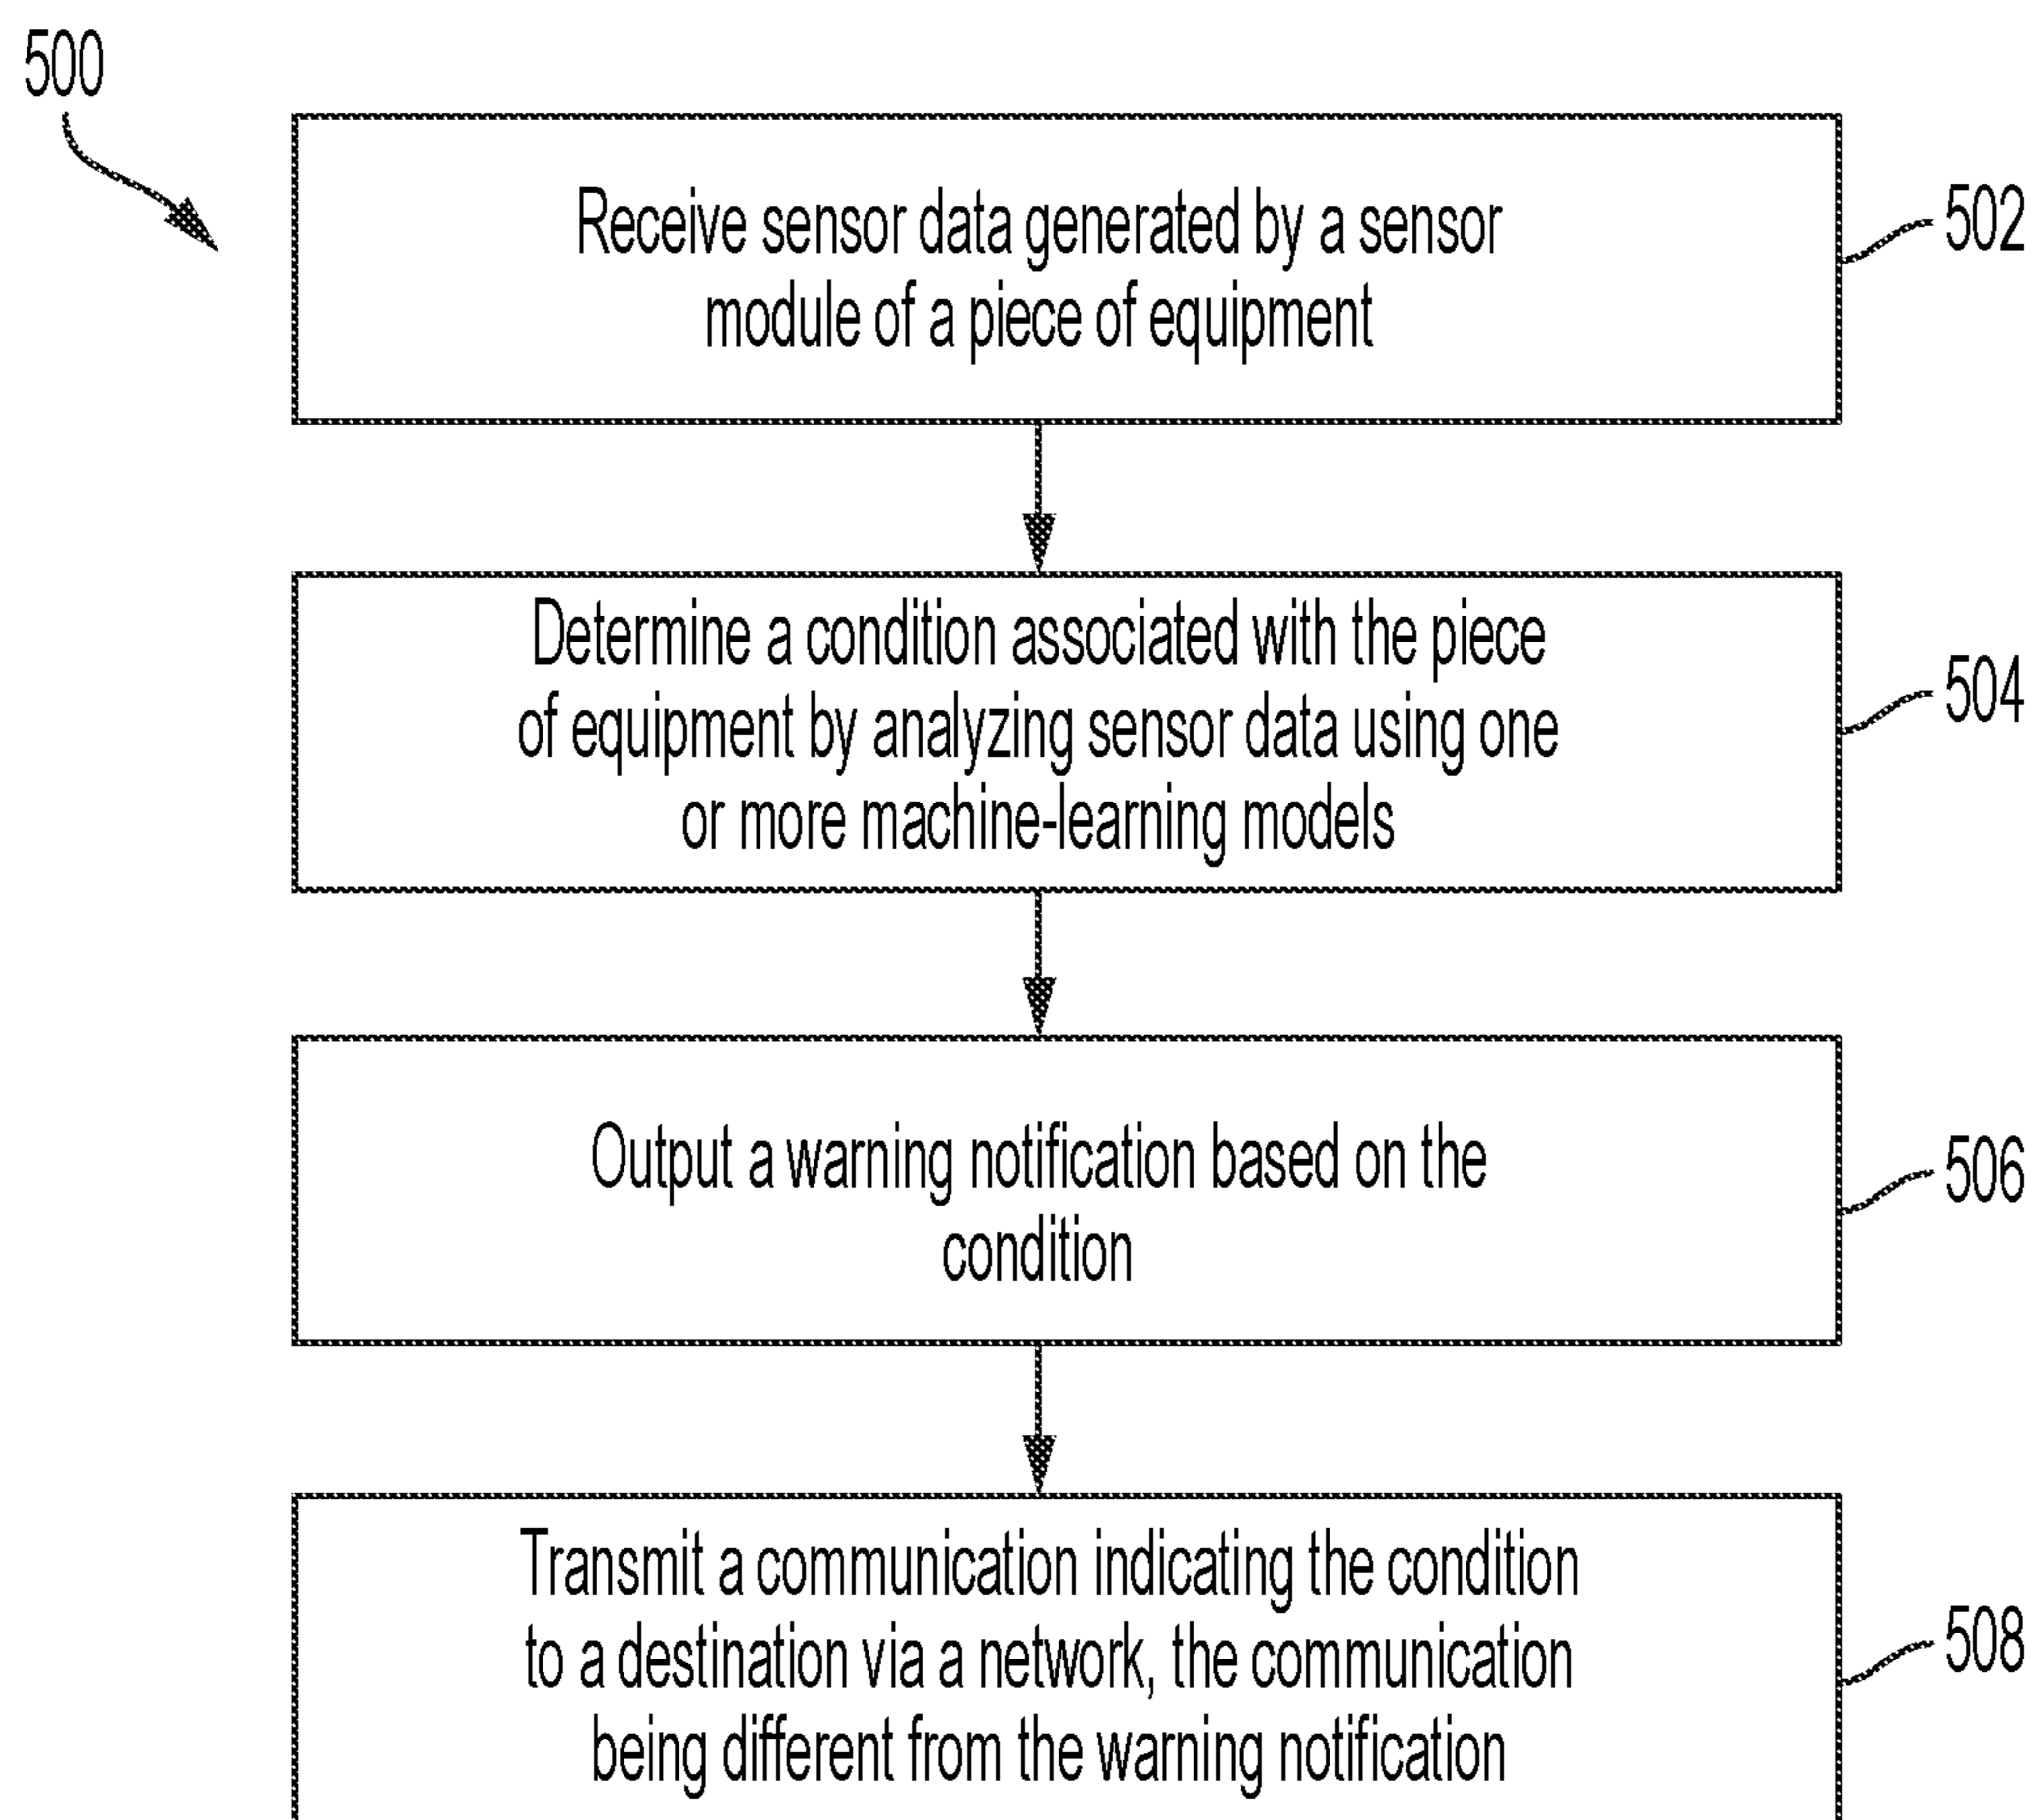 500
Receive sensor data generated by a sensor
module of a piece of equipment
502
Determine a condition associated with the piece
of equipment by analyzing sensor data using one
or more machine-learning models
504
Output a warning notification based on the
condition
506
Transmit a communication indicating the condition
to a destination via a network, the communication
being different from the warning notification
508